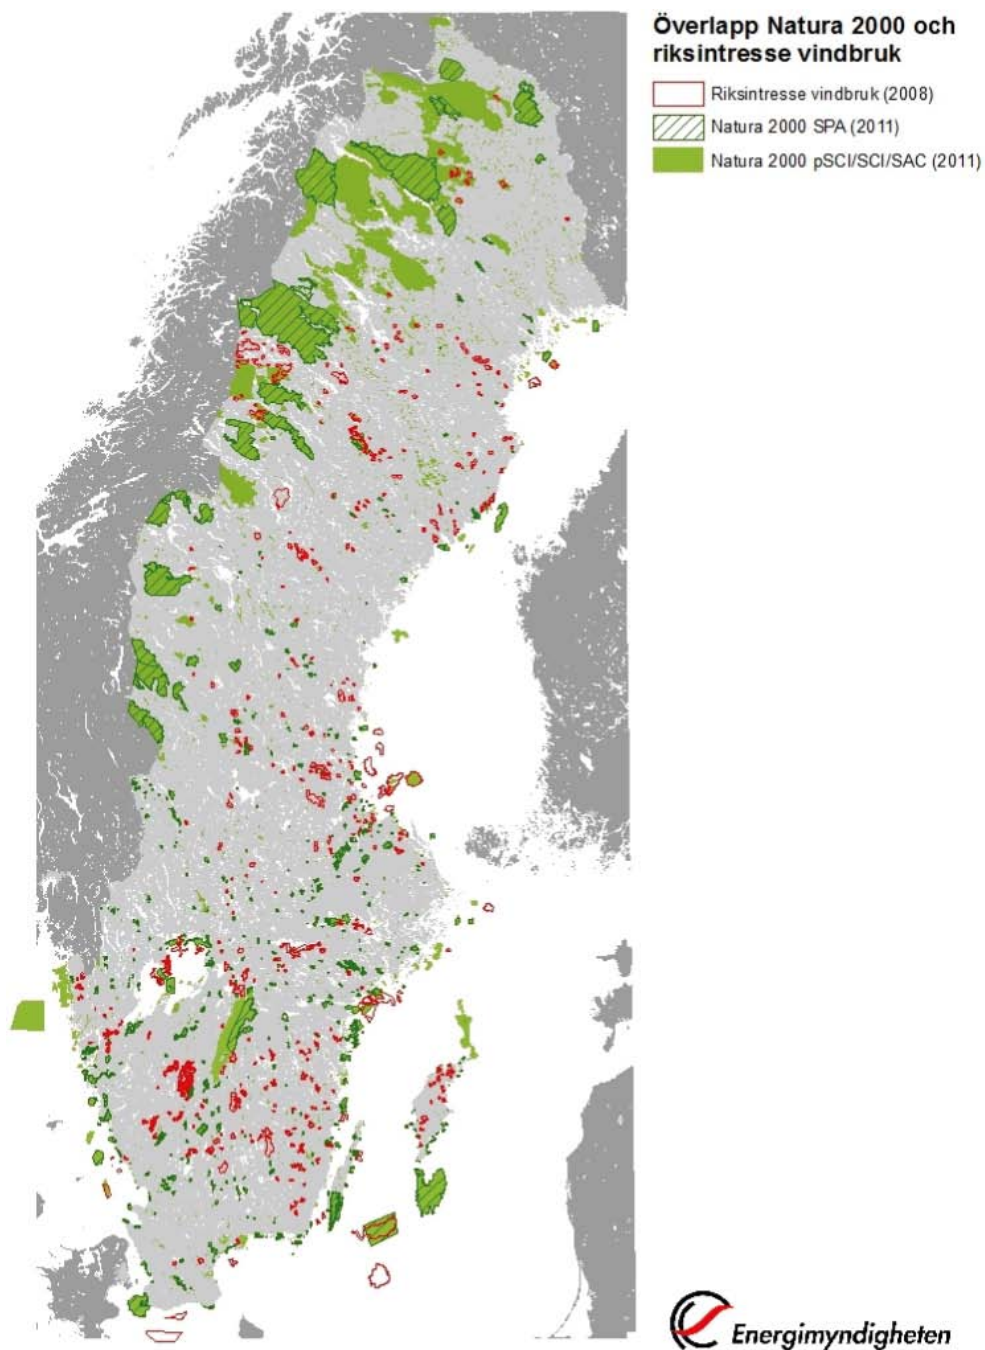 Överlapp Natura 2000 och
riksintresse vindbruk
Riksintresse vindbruk (2008)
Natura 2000 SPA (2011)
Natura 2000 pSCI/SCI/SAC (2011)
Energimyndigheten